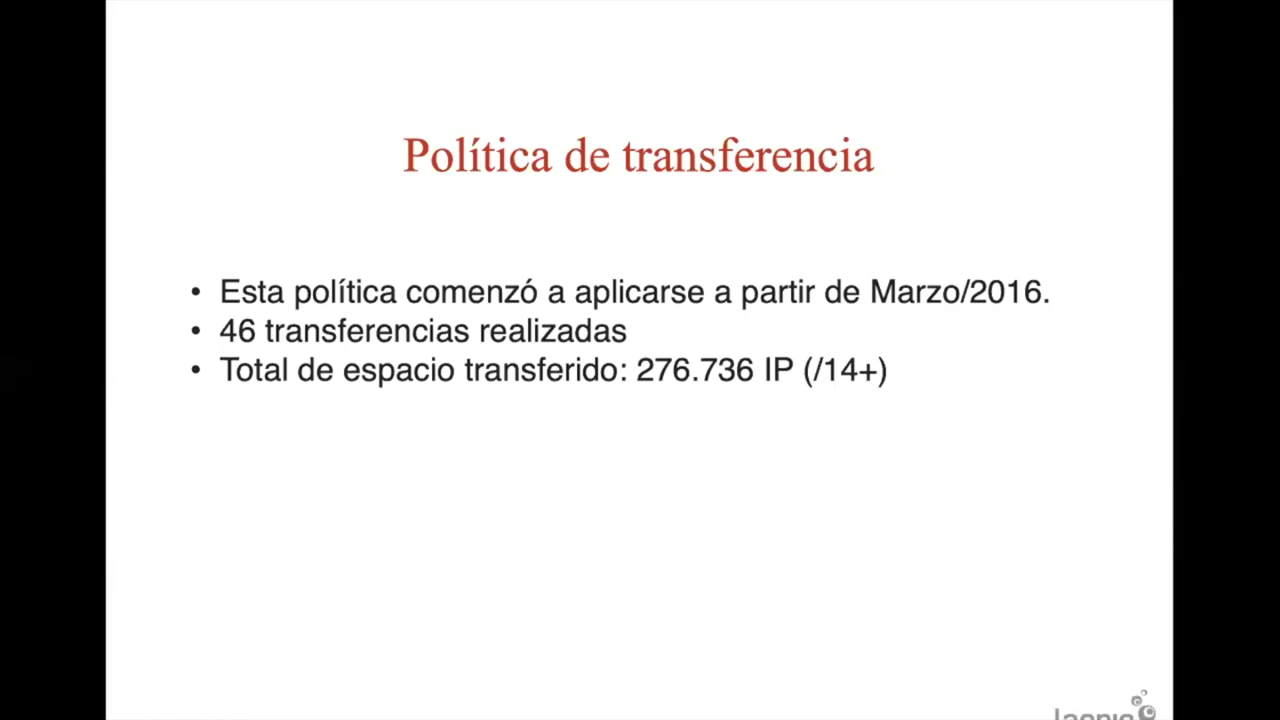 Política de transferencia
• Esta política comenzó a aplicarse a partir de Marzo/2016.
• 46 transferencias realizadas
• Total de espacio transferido: 276.736 IP (/14+)